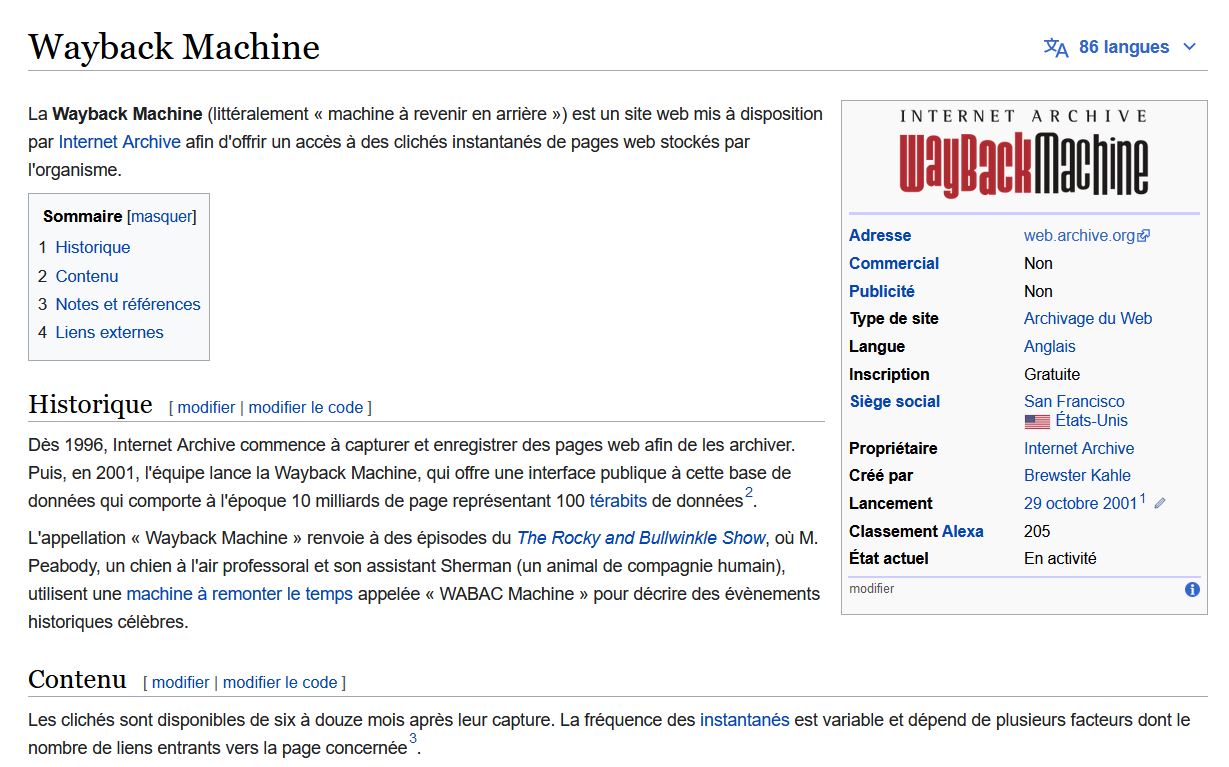 Wayback Machine
86 langues
La Wayback Machine (littéralement « machine à revenir en arrière ») est un site web mis à disposition
par Internet Archive afin d'offrir un accès à des clichés instantanés de pages web stockés par
l'organisme.
Sommaire [masquer]
1 Historique
2 Contenu
3 Notes et références
4 Liens externes
Historique [ modifier | modifier le code ]
Dès 1996, Internet Archive commence à capturer et enregistrer des pages web afin de les archiver.
Puis, en 2001, l'équipe lance la Wayback Machine, qui offre une interface publique à cette base de
données qui comporte à l'époque 10 milliards de page représentant 100 térabits de données2.
L'appellation « Wayback Machine » renvoie à des épisodes du The Rocky and Bullwinkle Show, où M.
Peabody, un chien à l'air professoral et son assistant Sherman (un animal de compagnie humain),
utilisent une machine à remonter le temps appelée « WABAC Machine » pour décrire des évènements
historiques célèbres.
INTERNET ARCHIVE
WayBackMachine
Adresse web.archive.org
Commercial Non
Publicité Non
Type de site Archivage du Web
Langue Anglais
Inscription Gratuite
Siège social San Francisco
États-Unis
Propriétaire Internet Archive
Créé par Brewster Kahle
Lancement 29 octobre 20011
Classement Alexa 205
État actuel En activité
modifier
Contenu [ modifier | modifier le code ]
Les clichés sont disponibles de six à douze mois après leur capture. La fréquence des instantanés est variable et dépend de plusieurs facteurs dont le
nombre de liens entrants vers la page concernée3.